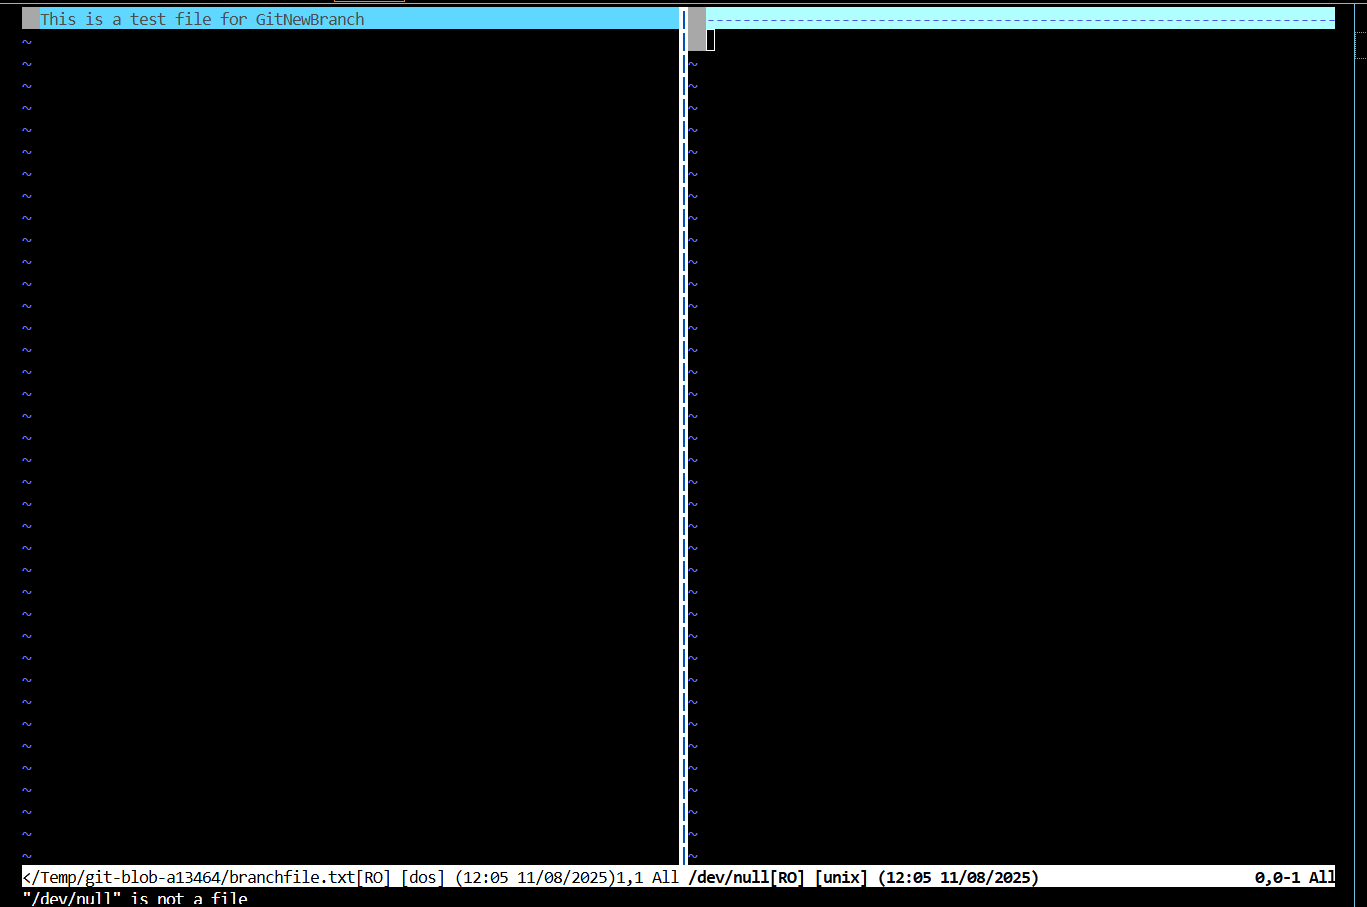 This is a test file for GitNewBranch
</Temp/git-blob-a13464/branchfile.txt[RO] [dos] (12:05 11/08/2025)1,1 All /dev/null[RO] [unix] (12:05 11/08/2025) 0,0-1 All
"/dev/null" is not a file